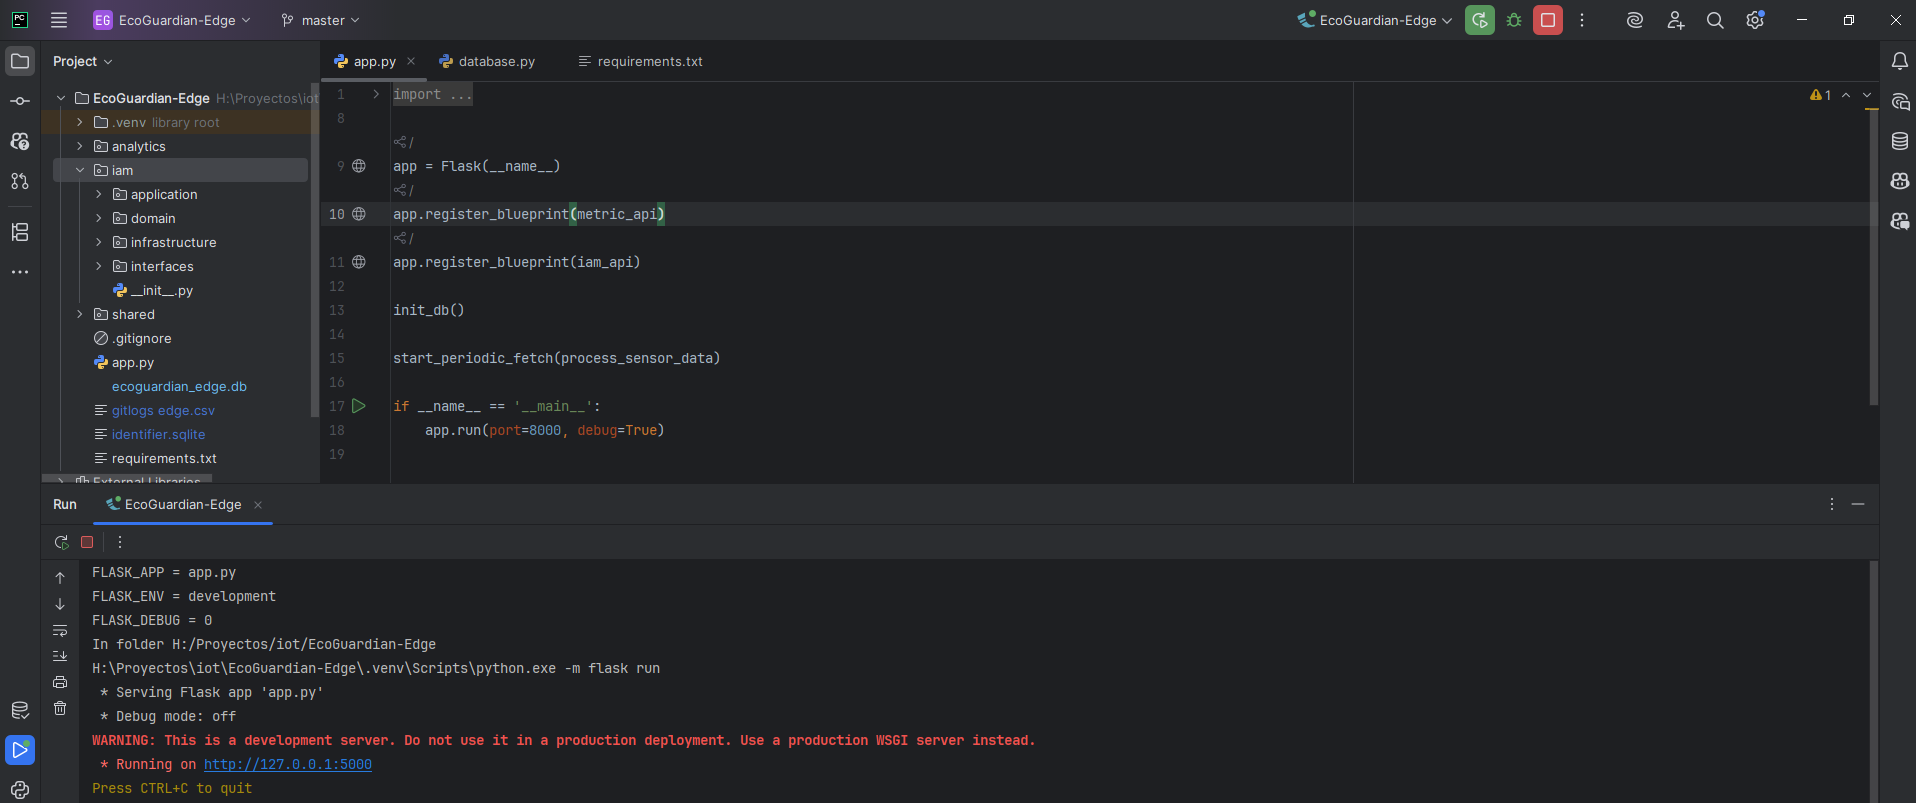 PC EG EcoGuardian-Edge master EcoGuardian-Edge
Project
app.py database.py requirements.txt
EcoGuardian-Edge H:\Proyectos\iot
.venv library root
analytics
iam
application
domain
infrastructure
interfaces
__init__.py
shared
.gitignore
app.py
ecoguardian_edge.db
gitlogs edge.csv
identifier.sqlite
requirements.txt
External Libraries
1 import ...
1
8
/
9 app = Flask(__name__)
/
10 app.register_blueprint(metric_api)
/
11 app.register_blueprint(iam_api)
12
13 init_db()
14
15 start_periodic_fetch(process_sensor_data)
16
17 if __name__ == '__main__':
18 app.run(port=8000, debug=True)
19
Run EcoGuardian-Edge
FLASK_APP = app.py
FLASK_ENV = development
FLASK_DEBUG = 0
In folder H:/Proyectos/iot/EcoGuardian-Edge
H:\Proyectos\iot\EcoGuardian-Edge\.venv\Scripts\python.exe -m flask run
* Serving Flask app 'app.py'
* Debug mode: off
WARNING: This is a development server. Do not use it in a production deployment. Use a production WSGI server instead.
* Running on http://127.0.0.1:5000
Press CTRL+C to quit